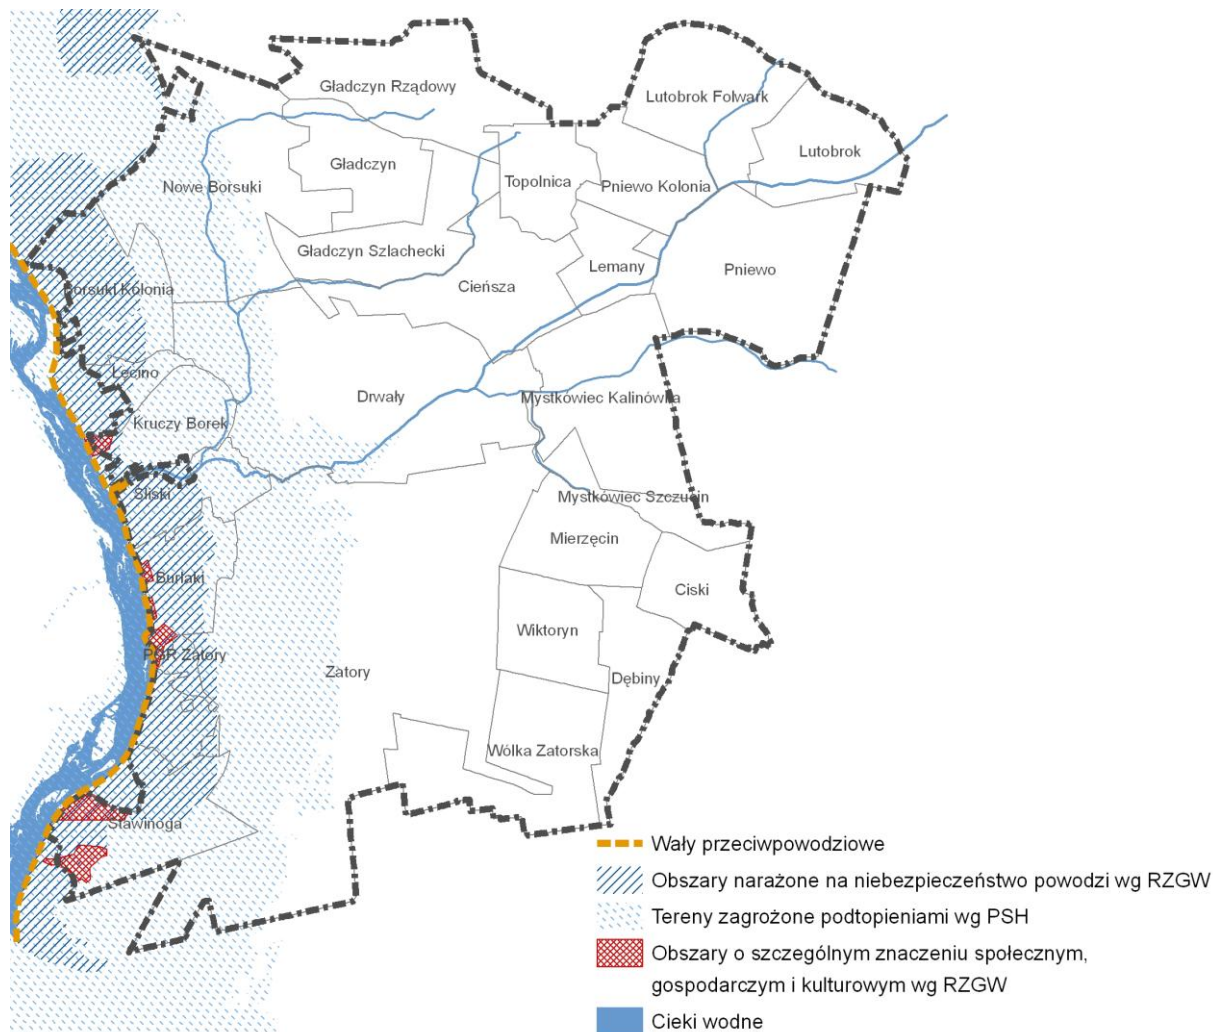 Gładczyn Rządowy
Lutobrok Folwark
Lutobrok
Gładczyn
Topolnica
Nowe Borsuki
Pniewo Kolonia
Gładczyn Szlachecki
Lemany
Pniewo
Cieńsza
Borsuki Kolonia
Łęcino
Drwały
Mystkówiec Kalinówka
Kruczy Borek
Śliski
Mystkówiec Szczucin
Mierzęcin
Burlaki
Ciski
Wiktoryn
PGR Zatory
Zatory
Dębiny
Wólka Zatorska
Stawinoga
Wały przeciwpowodziowe
Obszary narażone na niebezpieczeństwo powodzi wg RZGW
Tereny zagrożone podtopieniami wg PSH
Obszary o szczególnym znaczeniu społecznym,
gospodarczym i kulturowym wg RZGW
Cieki wodne